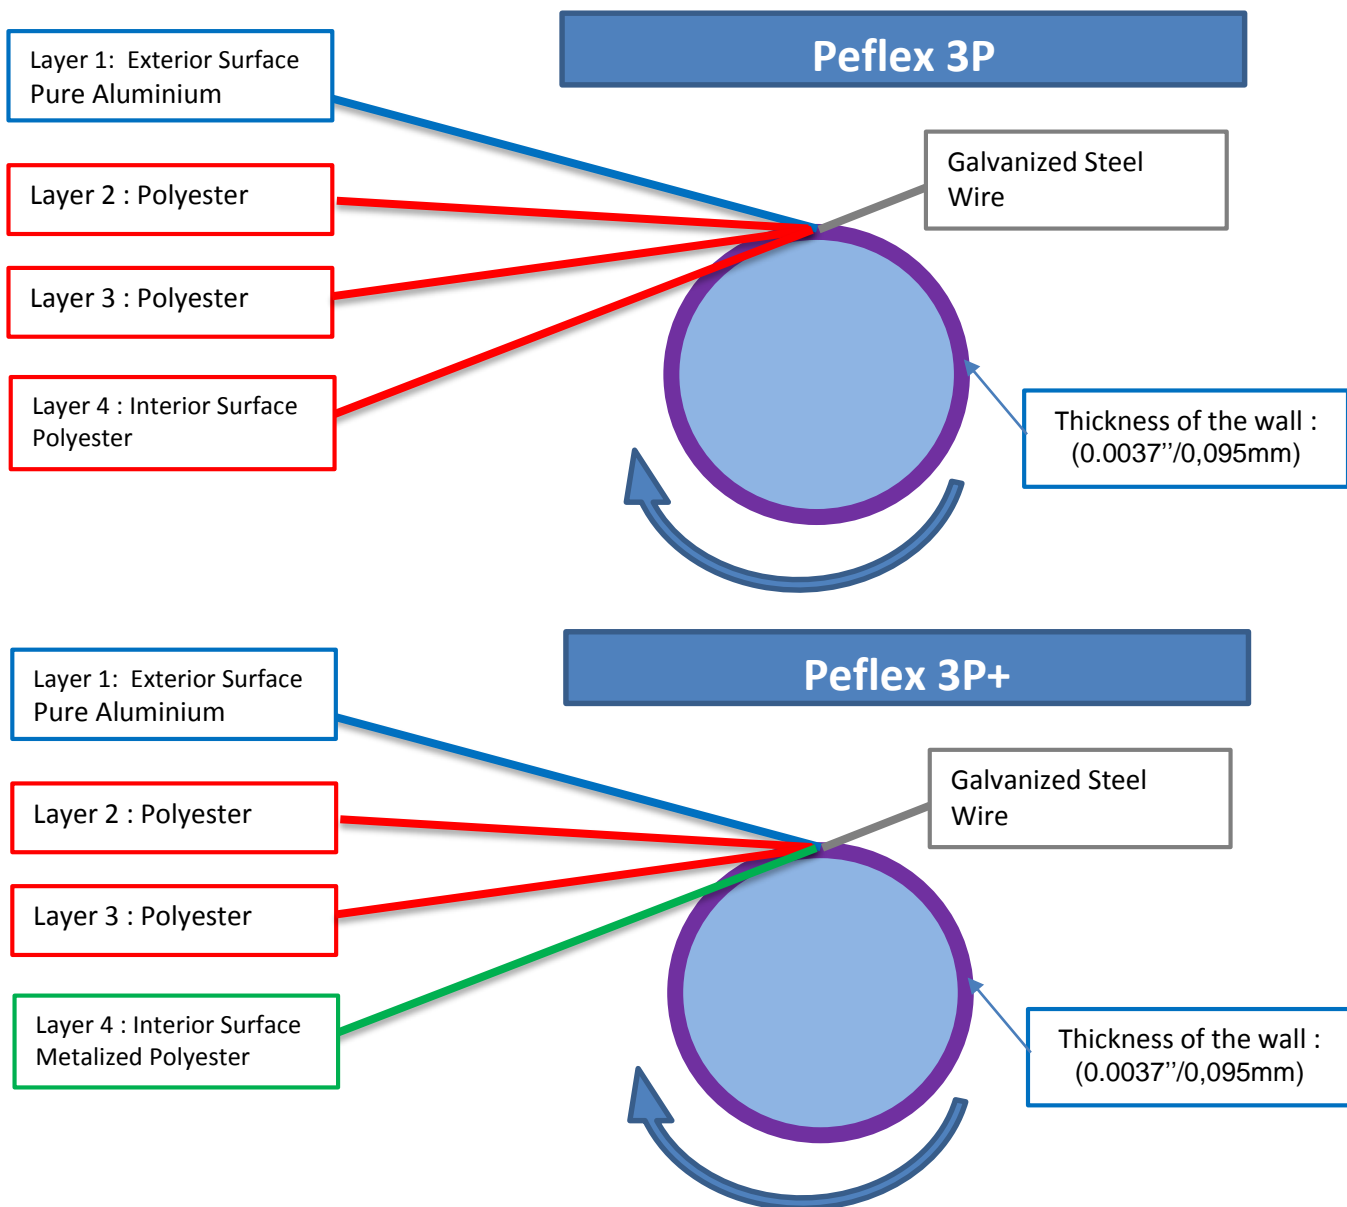 Peflex 3P
Layer 1:  Exterior Surface
Pure Aluminium
Layer 2 : Polyester
Layer 3 : Polyester
Layer 4 : Interior Surface
Polyester
Galvanized Steel
Wire
Thickness of the wall :
(0.0037’’/0,095mm)
Peflex 3P+
Layer 1:  Exterior Surface
Pure Aluminium
Layer 2 : Polyester
Layer 3 : Polyester
Layer 4 : Interior Surface
Metalized Polyester
Galvanized Steel
Wire
Thickness of the wall :
(0.0037’’/0,095mm)